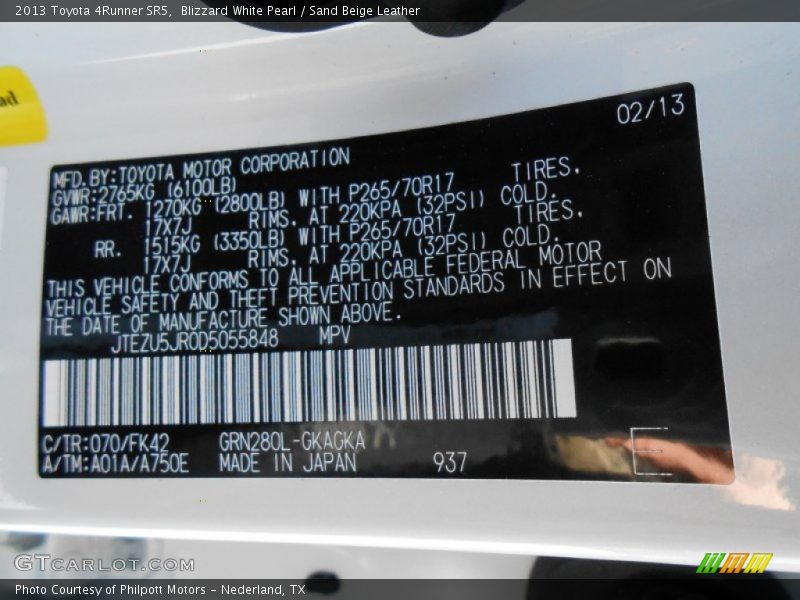 2013 Toyota 4Runner SR5,  Blizzard White Pearl / Sand Beige Leather
ad
02/13
MFD.BY:TOYOTA MOTOR CORPORATION
GVWR:2765KG (6100LB)
GAWR:FRT. 1270KG (2800LB) WITH P265/70R17 TIRES.
17X7J RIMS. AT 220KPA (32PSI) COLD.
RR. 1515KG (3350LB) WITH P265/70R17 TIRES.
17X7J RIMS. AT 220KPA (32PSI) COLD.
THIS VEHICLE CONFORMS TO ALL APPLICABLE FEDERAL MOTOR
VEHICLE SAFETY AND THEFT PREVENTION STANDARDS IN EFFECT ON
THE DATE OF MANUFACTURE SHOWN ABOVE.
JTEZU5JR0D5055848 MPV
C/TR:070/FK42 GRN280L-GKAGKA
A/TM:A01A/A750E MADE IN JAPAN 937
E
GTCARLOT.COM
Photo Courtesy of Philpott Motors - Nederland, TX